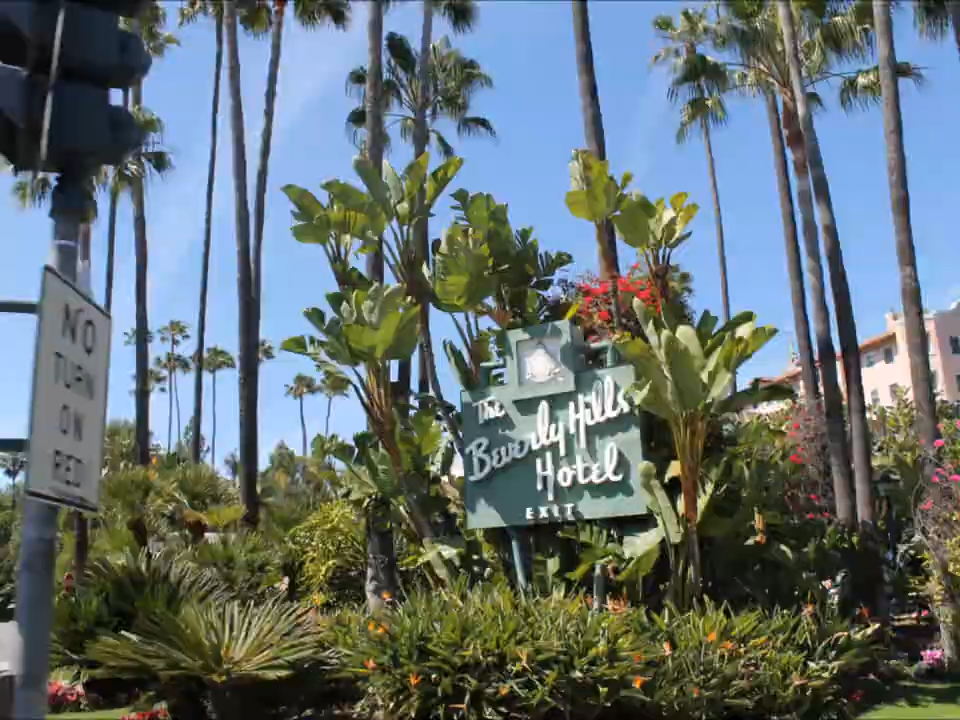 NO
TURN
ON
RED
The
Beverly Hills
Hotel
EXIT